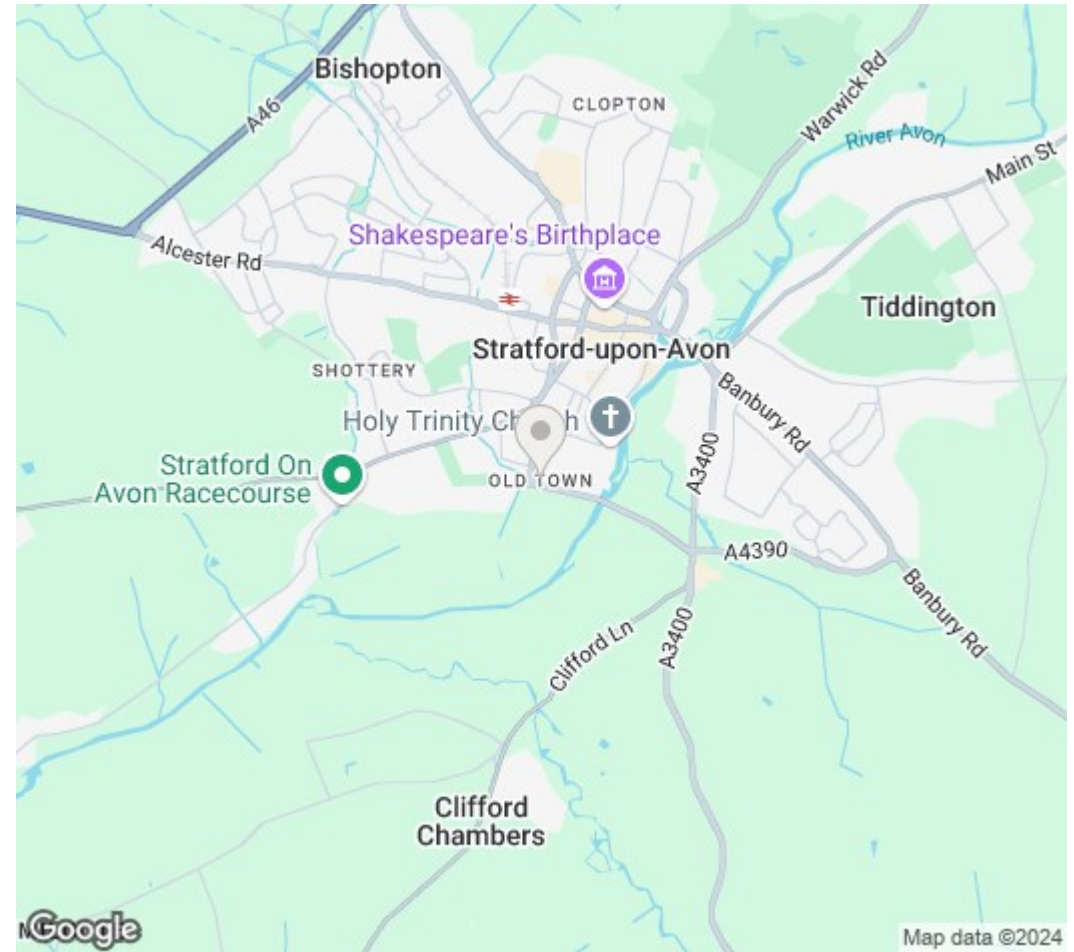 Bishopton
A46
CLOPTON
Warwick Rd
River Avon
Main St
Shakespeare's Birthplace
Alcester Rd
Tiddington
Stratford-upon-Avon
SHOTTERY
Banbury Rd
Holy Trinity Church
A3400
Stratford On
Avon Racecourse
OLD TOWN
A4390
Banbury Rd
Clifford Ln
A3400
Clifford
Chambers
Google
Map data ©2024